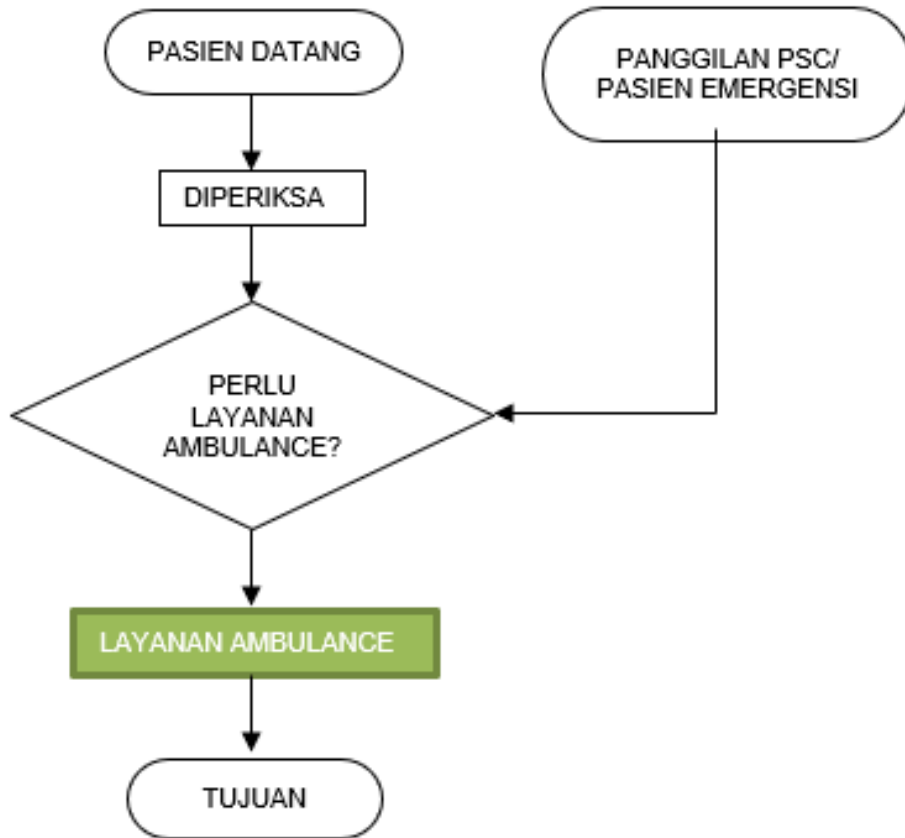 PASIEN DATANG
PANGGILAN PSC/
PASIEN EMERGENSI
DIPERIKSA
PERLU
LAYANAN
AMBULANCE?
LAYANAN AMBULANCE
TUJUAN